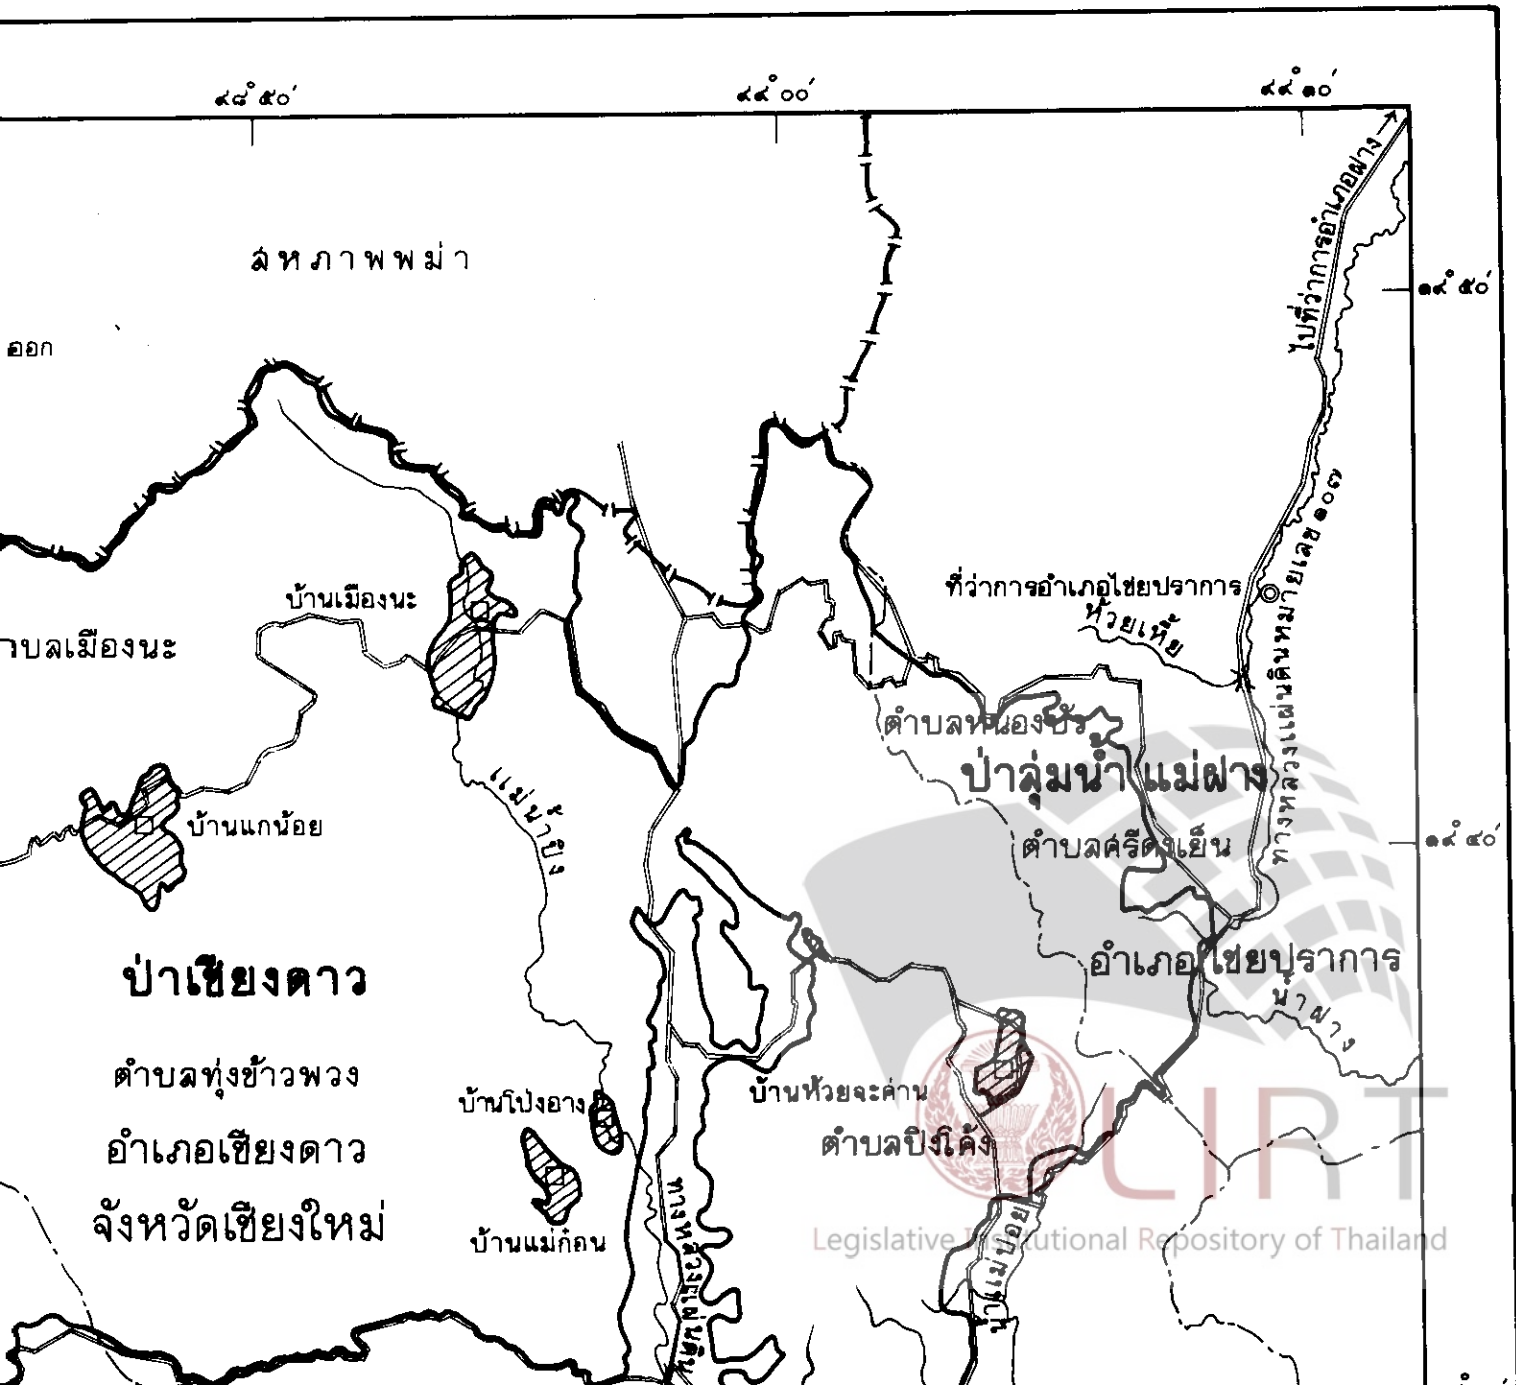 ๙๘° ๕๐′
๙๙° ๐๐′
๙๙° ๑๐′
สหภาพพม่า
ไปที่ว่าการอำเภอฝาง
๑๙° ๕๐′
ออก
ที่ว่าการอำเภอไชยปราการ
ทางหลวงแผ่นดินหมายเลข ๑๐๗
บ้านเมืองนะ
ห้วยเหี้ย
าบลเมืองนะ
ตำบลหนองบัว
ป่าลุ่มน้ำแม่ฝาง
แม่น้ำปิง
บ้านแกน้อย
ตำบลศรีดงเย็น
๑๙° ๔๐′
ป่าเชียงดาว
อำเภอไชยปราการ
น้ำฝาง
ตำบลทุ่งข้าวพวง
บ้านโป่งอาง
บ้านห้วยจะค่าน
อำเภอเชียงดาว
ตำบลปิงโค้ง
LIRT
จังหวัดเชียงใหม่
บ้านแม่ก๋อน
ทางหลวงแผ่นดิน
น้ำแม่ป๋อย
Legislative Institutional Repository of Thailand